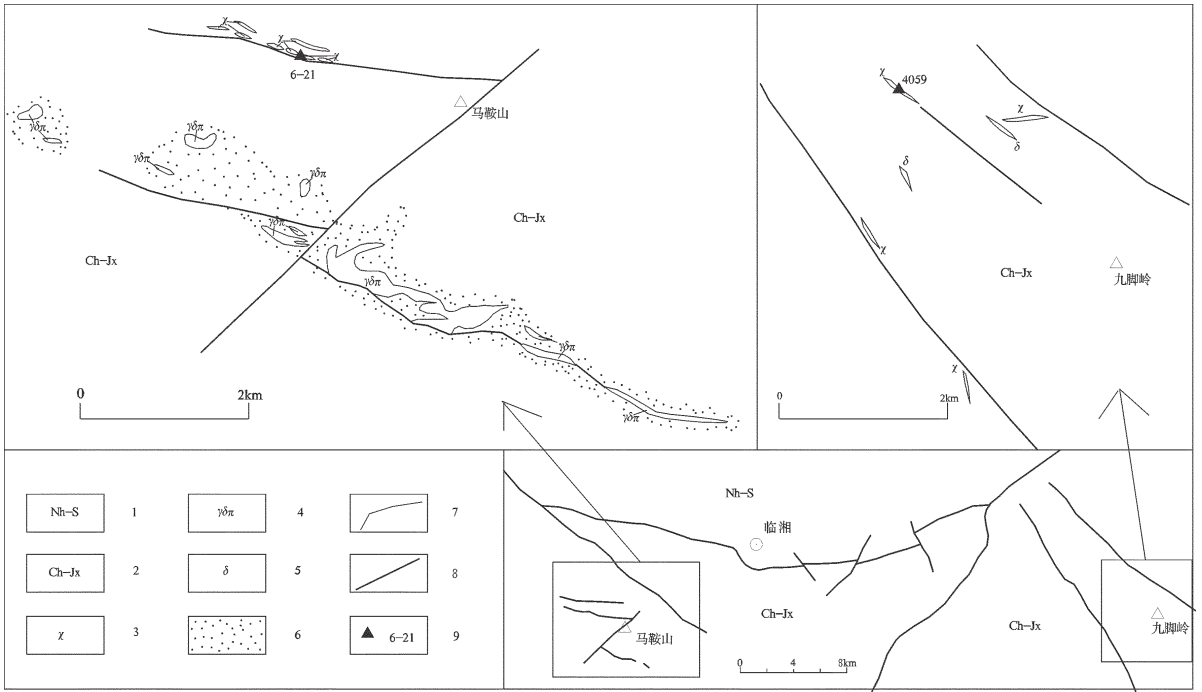 χ
χ
χ
6-21
马鞍山
γδπ
γδπ
γδπ
γδπ
γδπ
Ch-Jx
Ch-Jx
γδπ
γδπ
γδπ
0
2km
χ
4059
χ
δ
δ
χ
Ch-Jx
九脚岭
χ
0
2km
Nh-S
1
γδπ
4
7
Ch-Jx
2
δ
5
8
χ
3
6
6-21
9
Nh-S
临湘
Ch-Jx
Ch-Jx
马鞍山
九脚岭
0
4
8km